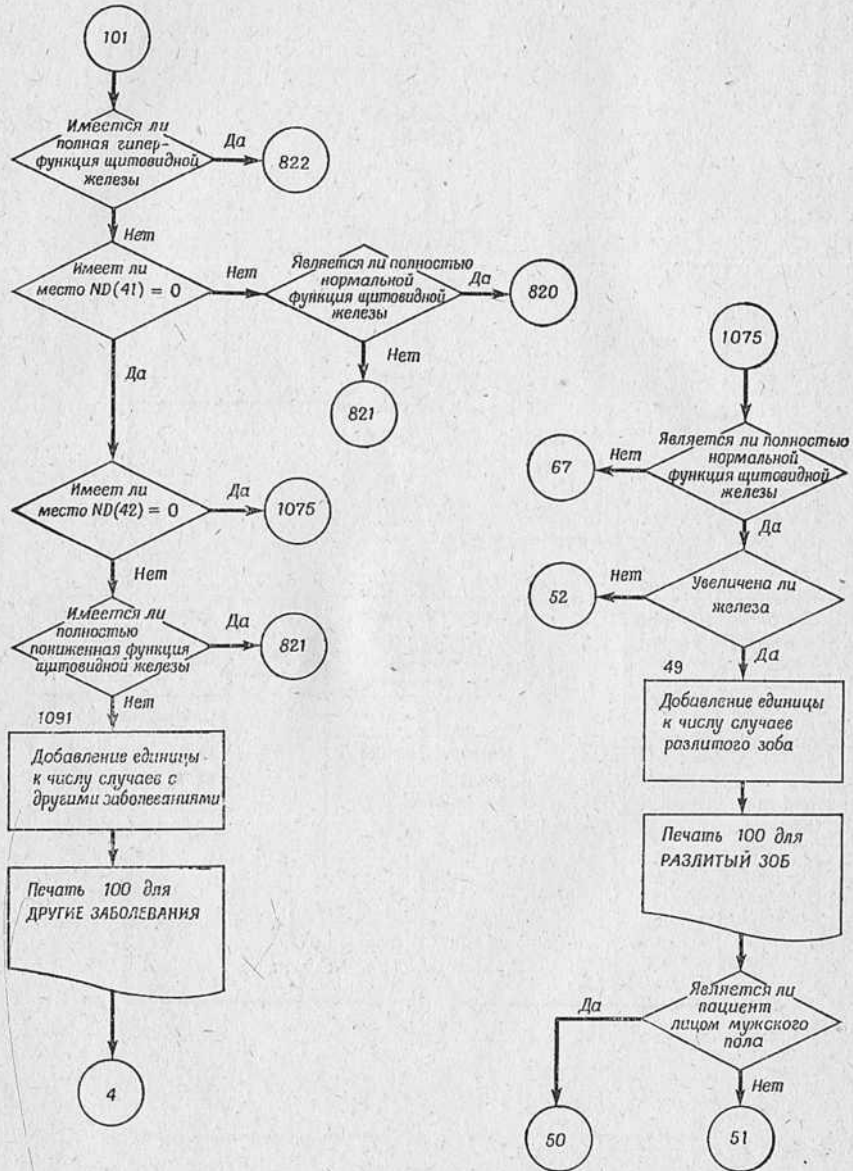 101
Имеется ли
полная гипер-
функция щитовидной
железы
Да
822
Нет
Имеет ли
место ND(41) = 0
Нет
Является ли полностью
нормальной
функция щитовидной
железы
Да
820
Нет
821
Да
Имеет ли
место ND(42) = 0
Да
1075
Нет
Имеется ли
полностью
пониженная функция
щитовидной железы
Да
821
Нет
1091
Добавление единицы
к числу случаев с
другими заболеваниями
Печать 100 для
ДРУГИЕ ЗАБОЛЕВАНИЯ
4
1075
Является ли полностью
нормальной
функция щитовидной
железы
Нет
67
Да
Увеличена ли
железа
Нет
52
Да
49
Добавление единицы
к числу случаев
разлитого зоба
Печать 100 для
РАЗЛИТЫЙ ЗОБ
Является ли
пациент
лицом мужского
пола
Да
50
Нет
51